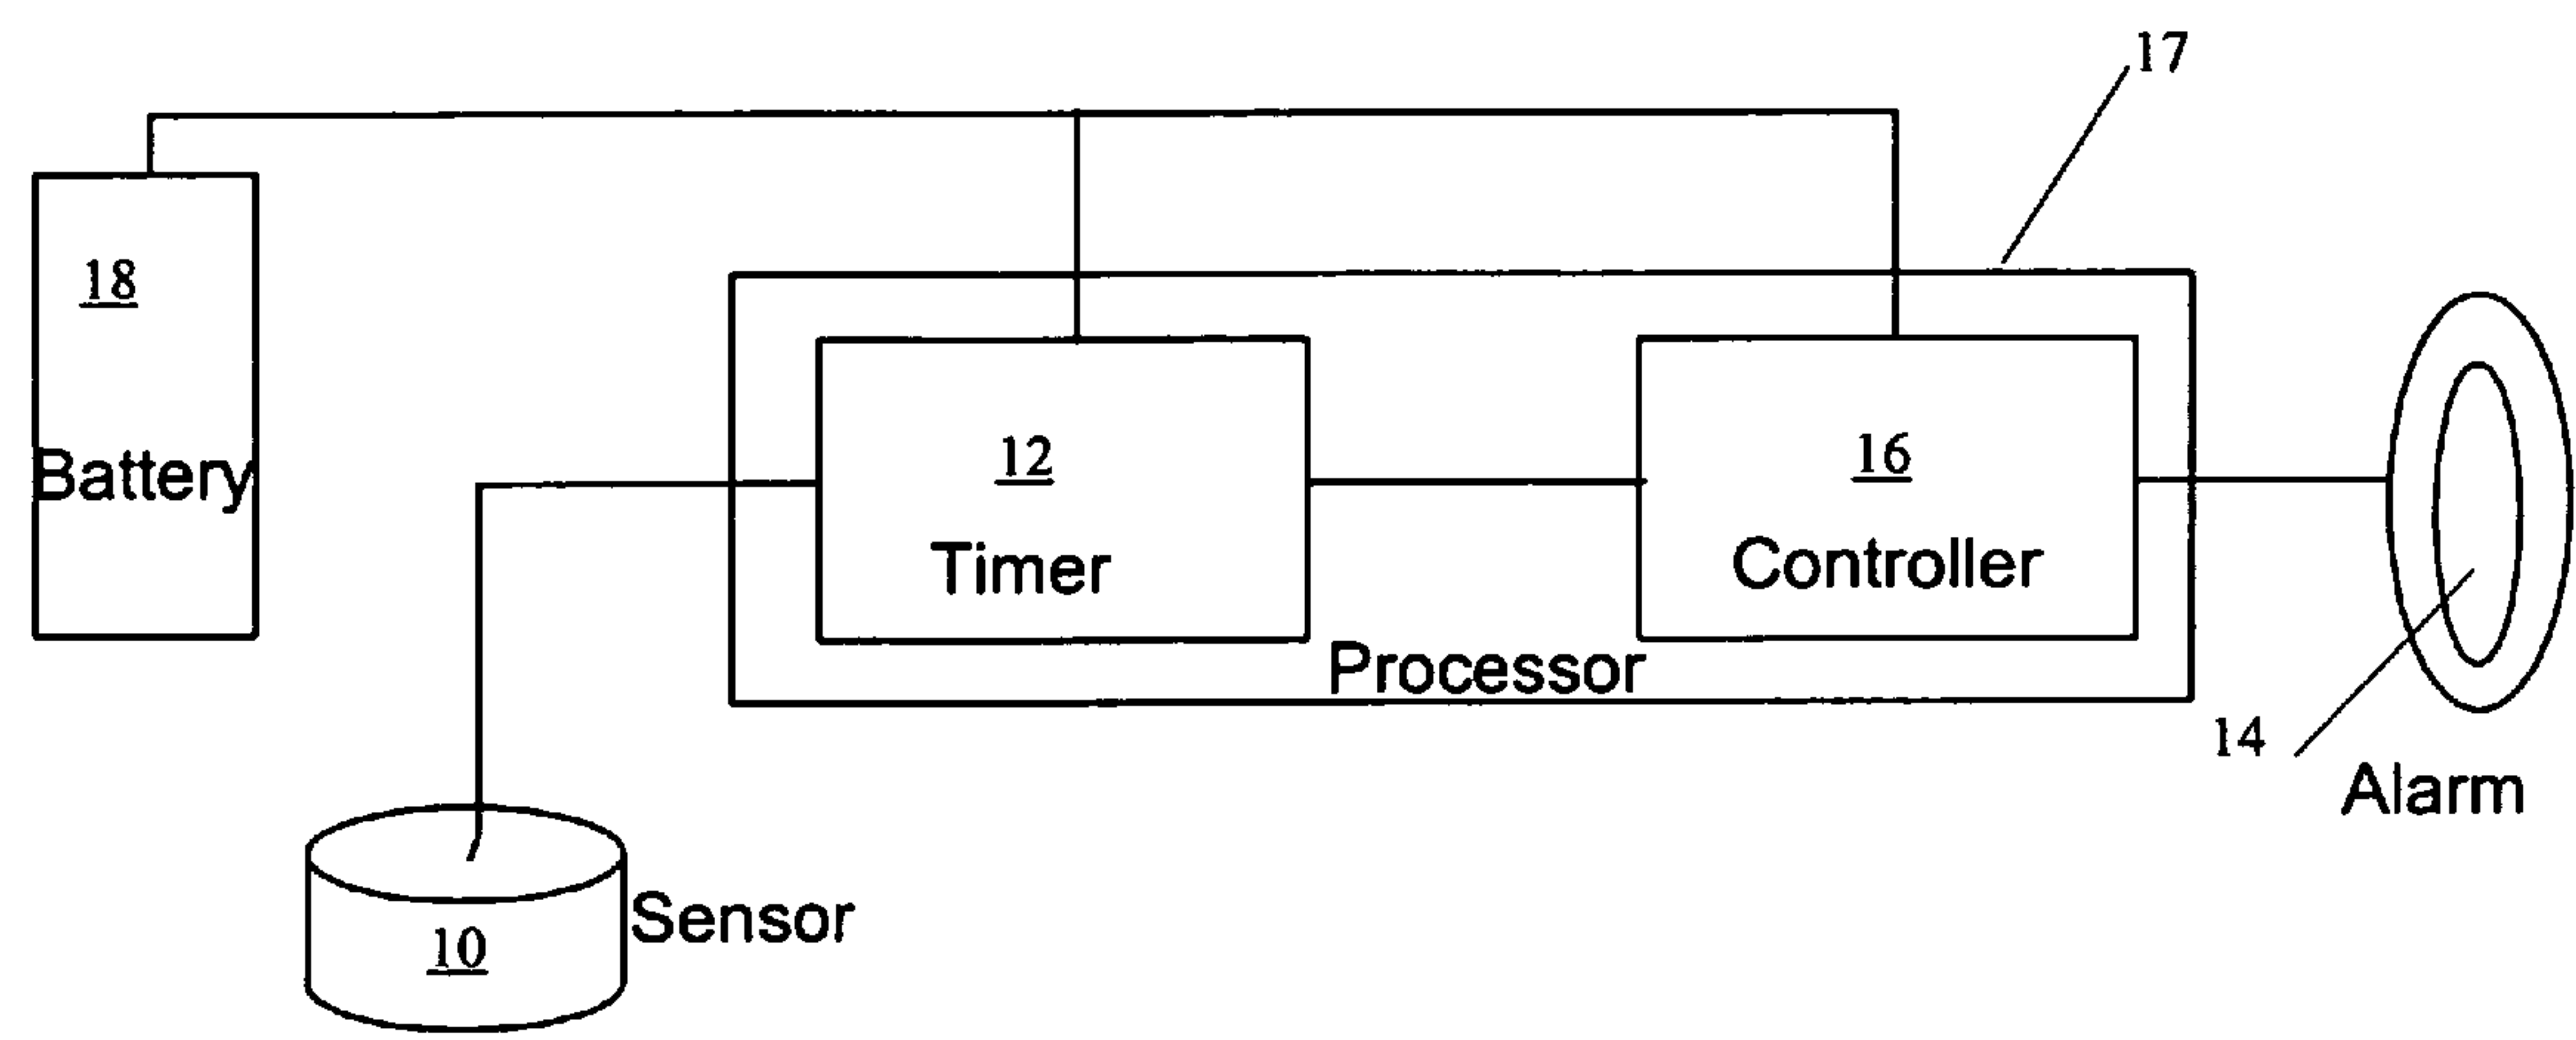 17
18
Battery
12
Timer
16
Controller
Processor
14
Alarm
10
Sensor